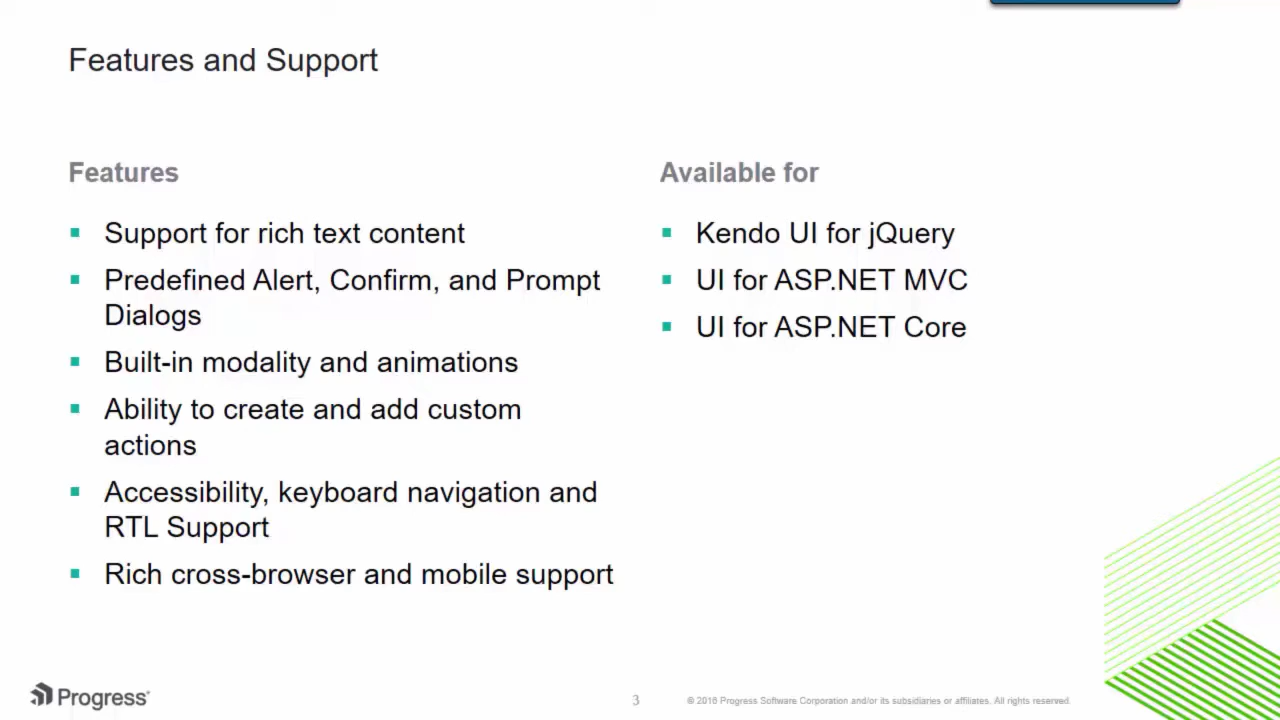 Features and Support
Features
Support for rich text content
Predefined Alert, Confirm, and Prompt
Dialogs
Built-in modality and animations
Ability to create and add custom
actions
Accessibility, keyboard navigation and
RTL Support
Rich cross-browser and mobile support
Available for
Kendo UI for jQuery
UI for ASP.NET MVC
UI for ASP.NET Core
Progress
3
© 2016 Progress Software Corporation and/or its subsidiaries or affiliates. All rights reserved.